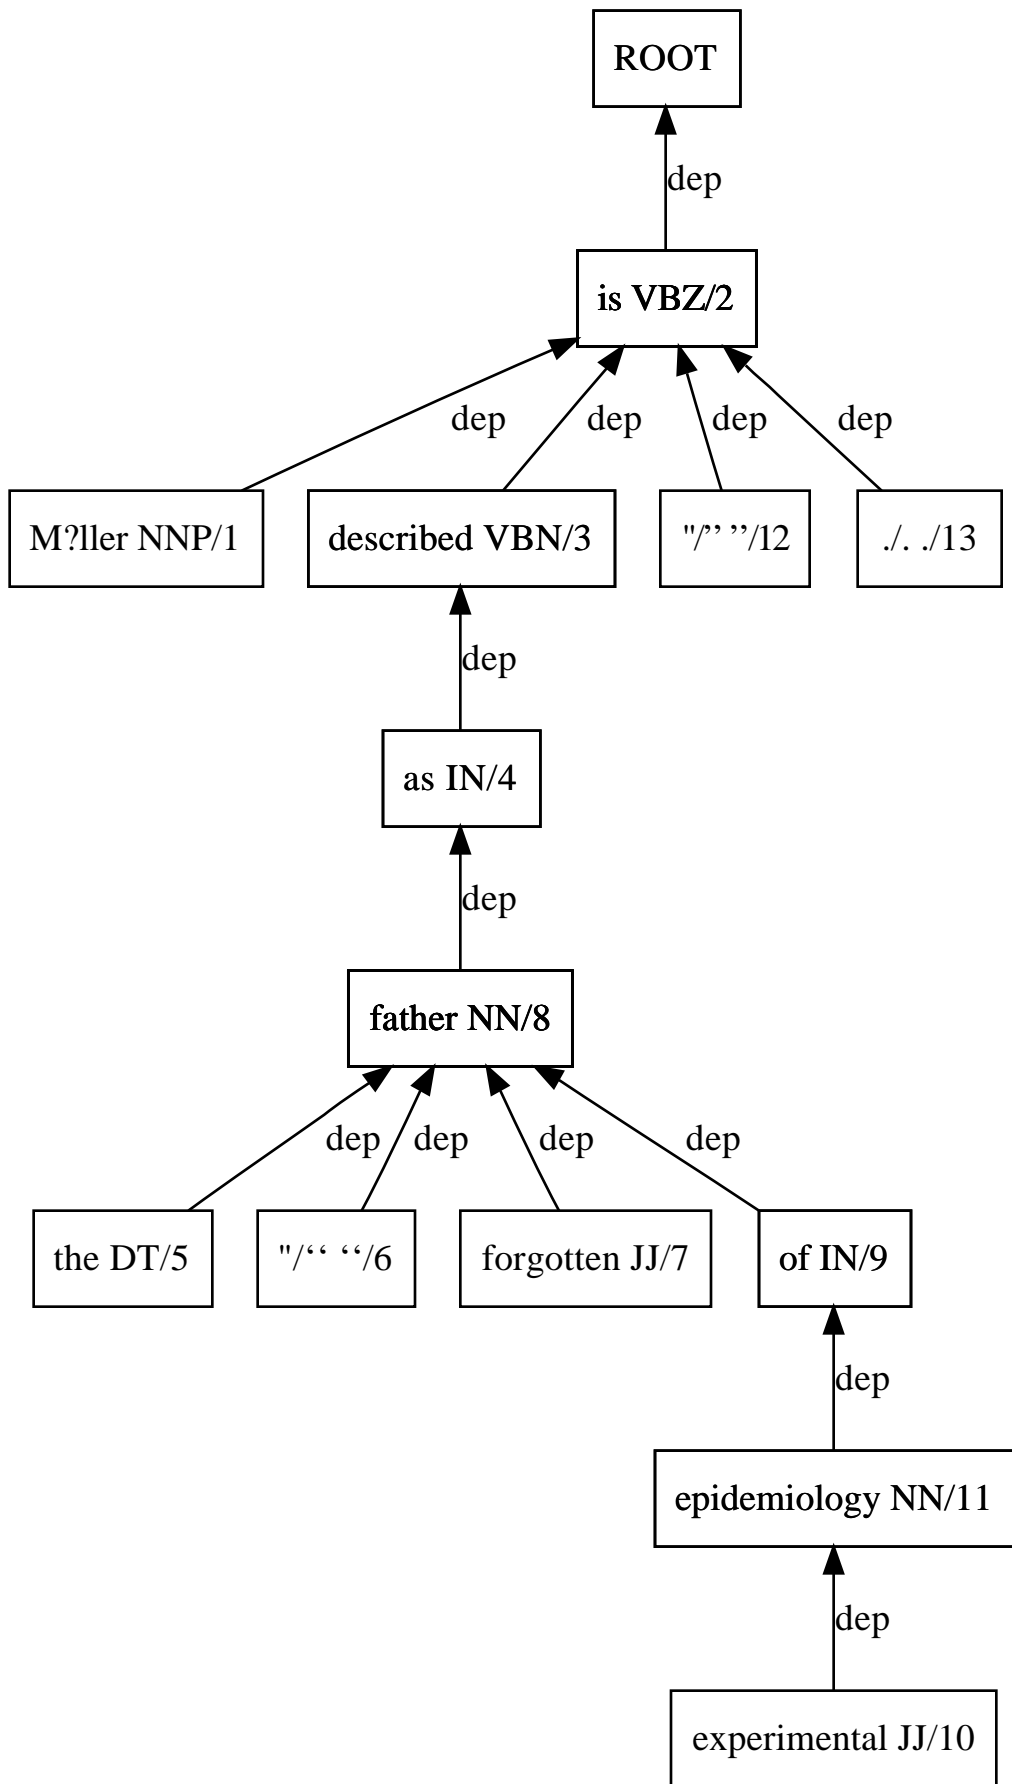 ROOT
dep
is VBZ/2
dep dep dep dep
M?ller NNP/1 described VBN/3 "/” ”/12 ./. ./13
dep
as IN/4
dep
father NN/8
dep dep dep dep
the DT/5 "/“ “/6 forgotten JJ/7 of IN/9
dep
epidemiology NN/11
dep
experimental JJ/10